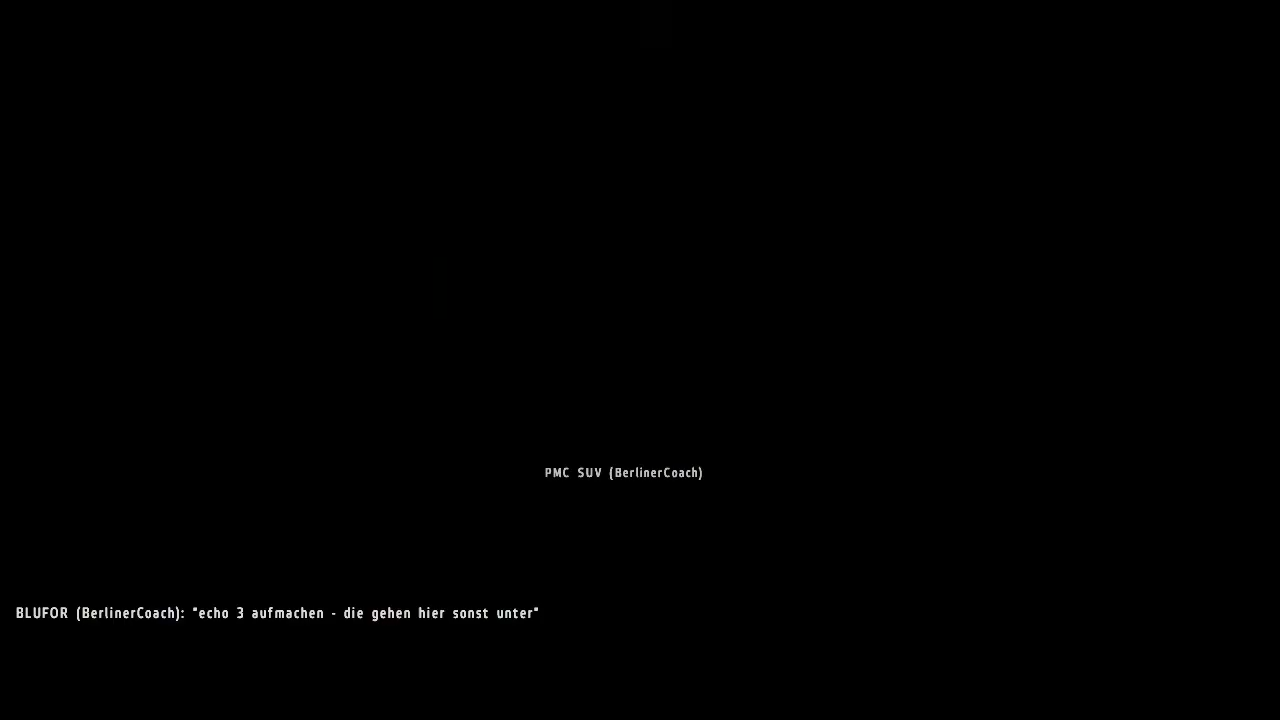 PMC SUV (BerlinerCoach)
BLUFOR (BerlinerCoach): "echo 3 aufmachen - die gehen hier sonst unter"